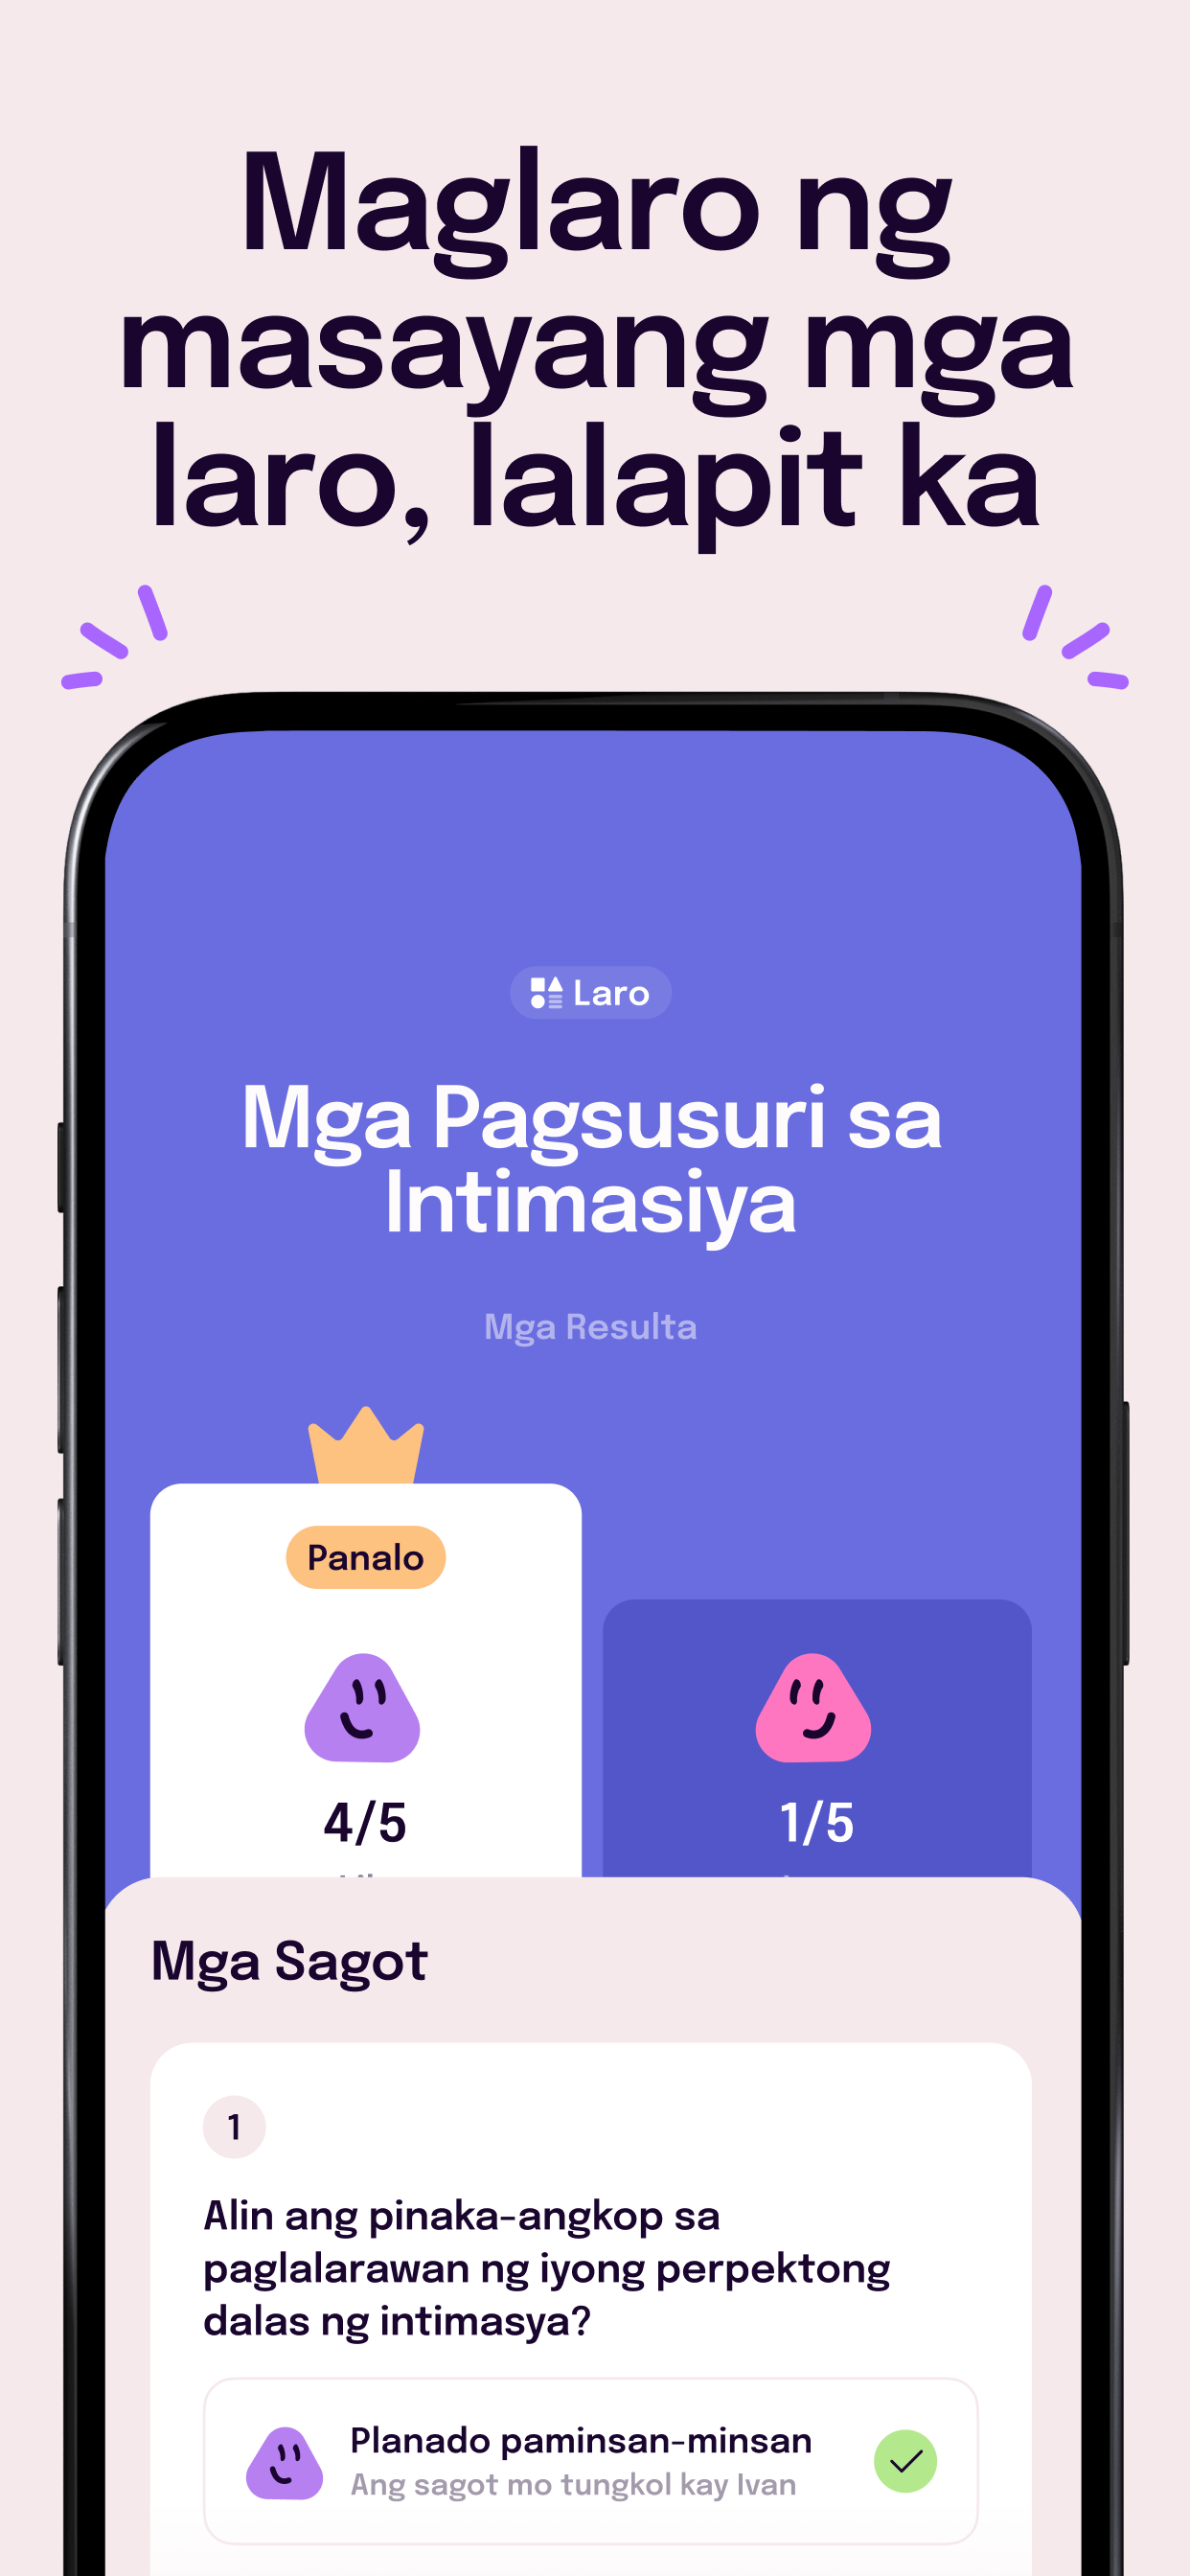 Maglaro ng
masayang mga
laro, lalapit ka
Laro
Mga Pagsusuri sa
Intimasiya
Mga Resulta
Panalo
4/5
1/5
Mga Sagot
1
Alin ang pinaka-angkop sa
paglalarawan ng iyong perpektong
dalas ng intimasya?
Planado paminsan-minsan
Ang sagot mo tungkol kay Ivan